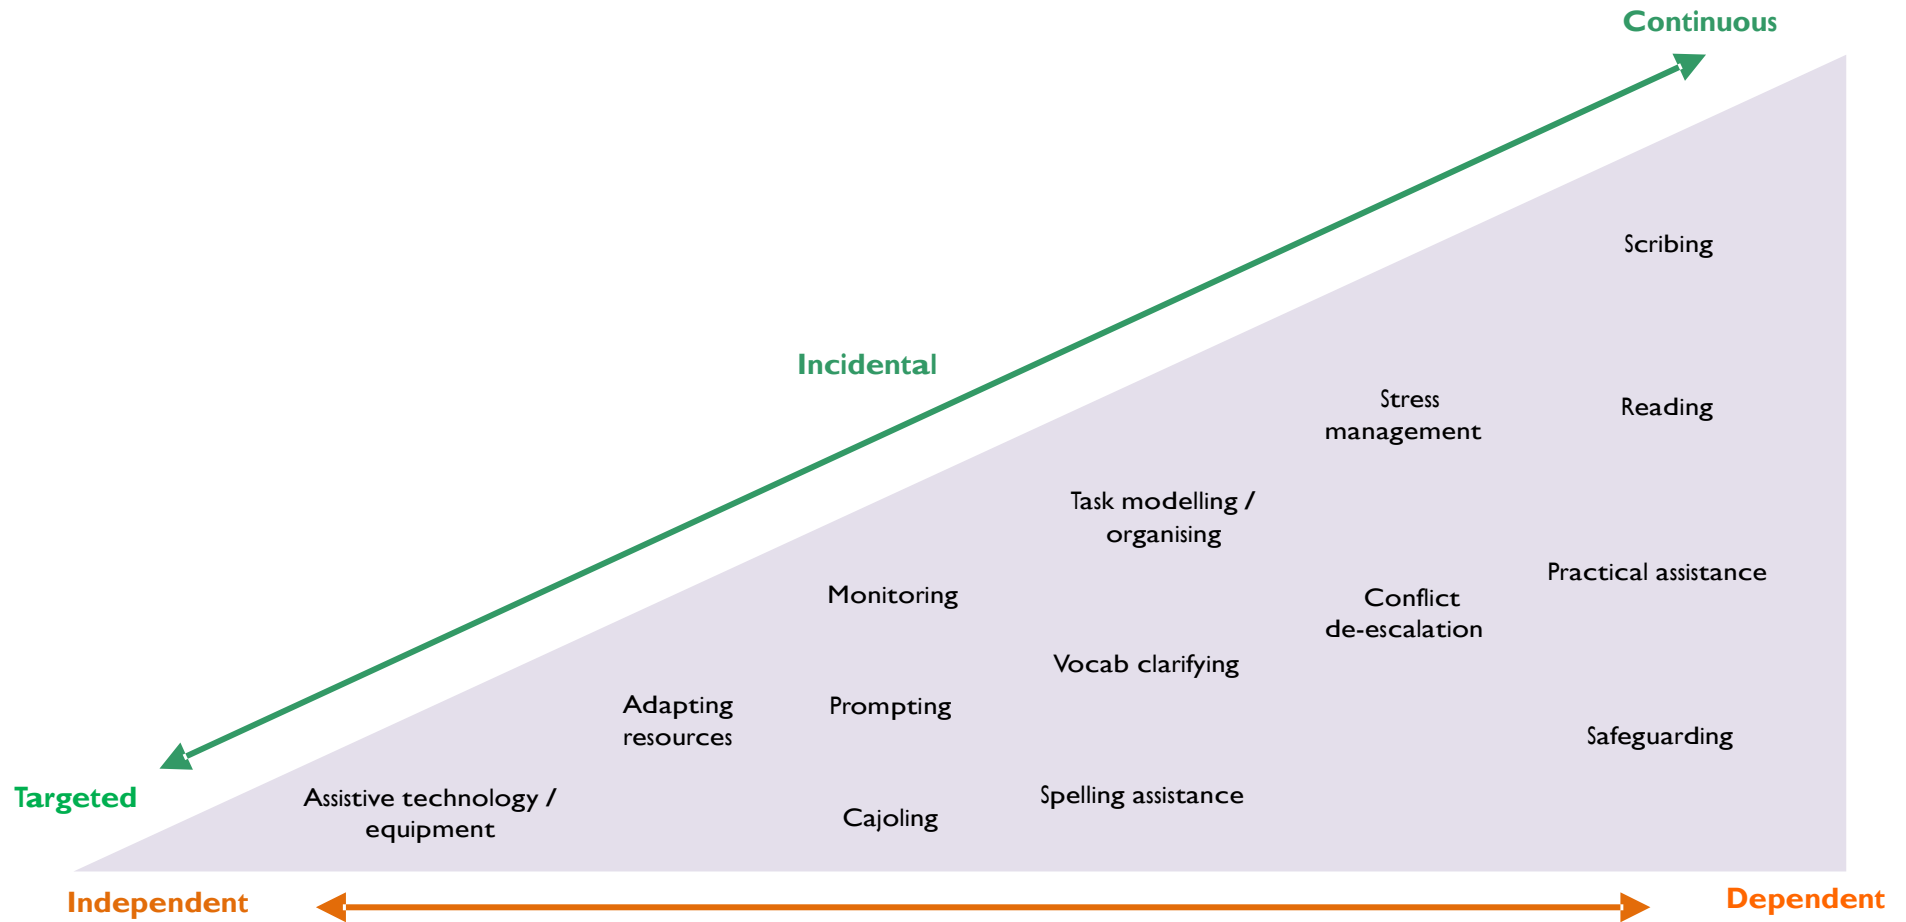 Continuous
Scribing
Incidental
Stress
management
Reading
Task modelling /
organising
Practical assistance
Monitoring
Conflict
de-escalation
Vocab clarifying
Adapting
resources
Prompting
Safeguarding
Targeted
Assistive technology /
equipment
Spelling assistance
Cajoling
Independent
Dependent